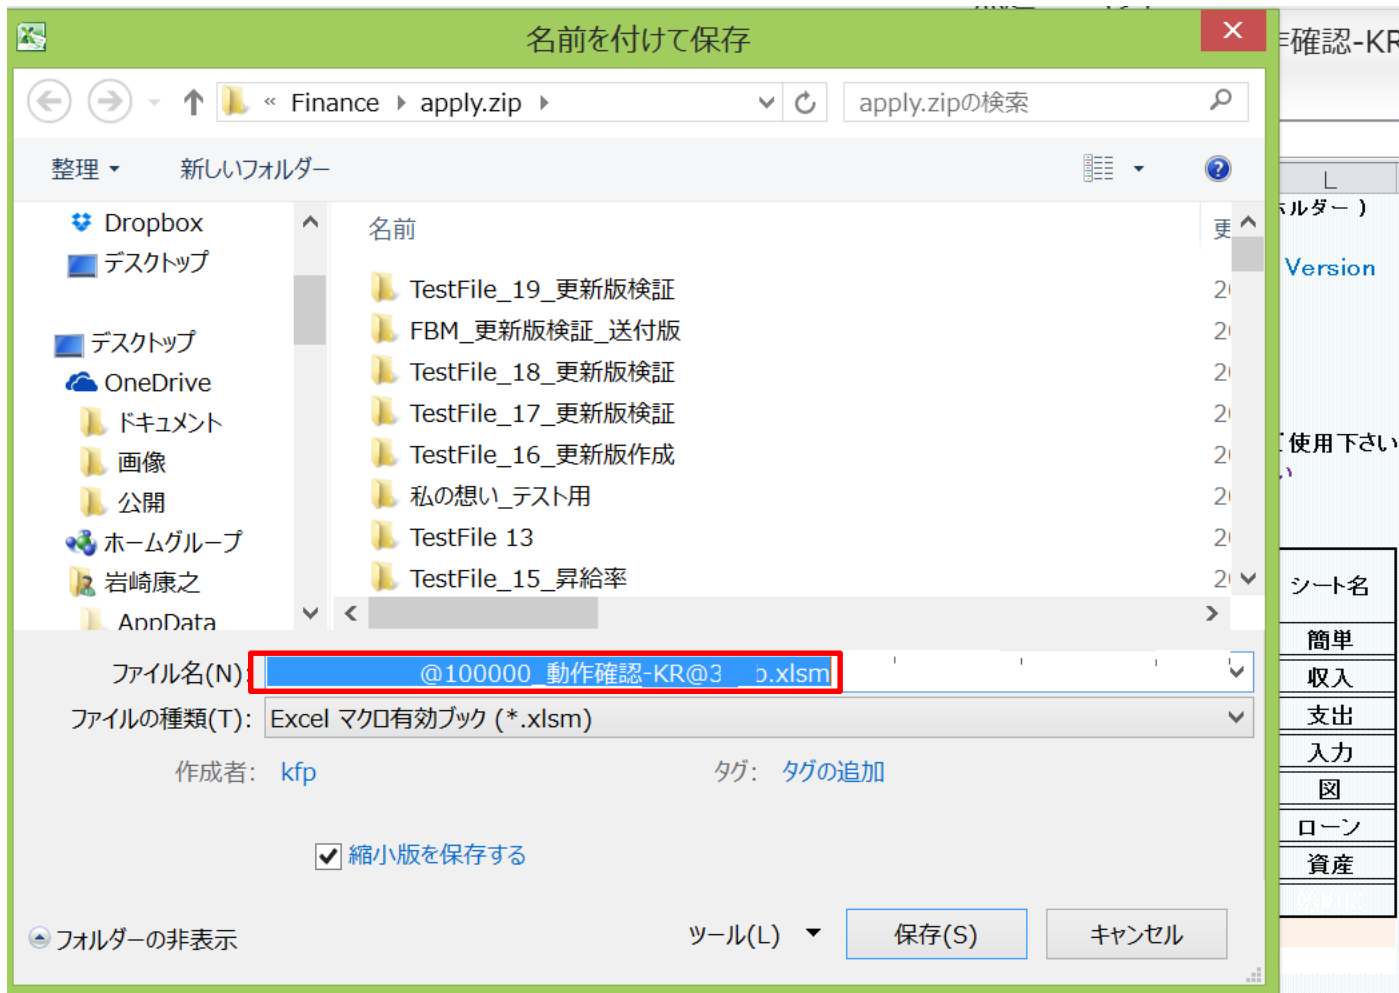 名前を付けて保存
作確認-KR
« Finance apply.zip
apply.zipの検索
整理
新しいフォルダー
L
Dropbox
デスクトップ
デスクトップ
OneDrive
ドキュメント
画像
公開
ホームグループ
岩崎康之
AppData
名前
更
TestFile_19_更新版検証
FBM_更新版検証_送付版
TestFile_18_更新版検証
TestFile_17_更新版検証
TestFile_16_更新版作成
私の想い_テスト用
TestFile 13
TestFile_15_昇給率
ルダー )
Version
使用下さい
い
シート名
簡単
収入
支出
入力
図
ローン
資産
ファイル名(N):
@100000_動作確認-KR@3 .xlsm
ファイルの種類(T): Excel マクロ有効ブック (*.xlsm)
作成者: kfp
タグ: タグの追加
縮小版を保存する
フォルダーの非表示
ツール(L)
保存(S)
キャンセル